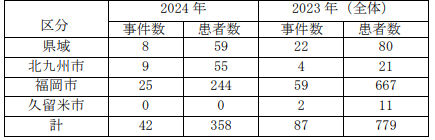 区分 2024 年 2023 年（全体）
事件数 患者数 事件数 患者数
県域 8 59 22 80
北九州市 9 55 4 21
福岡市 25 244 59 667
久留米市 0 0 2 11
計 42 358 87 779